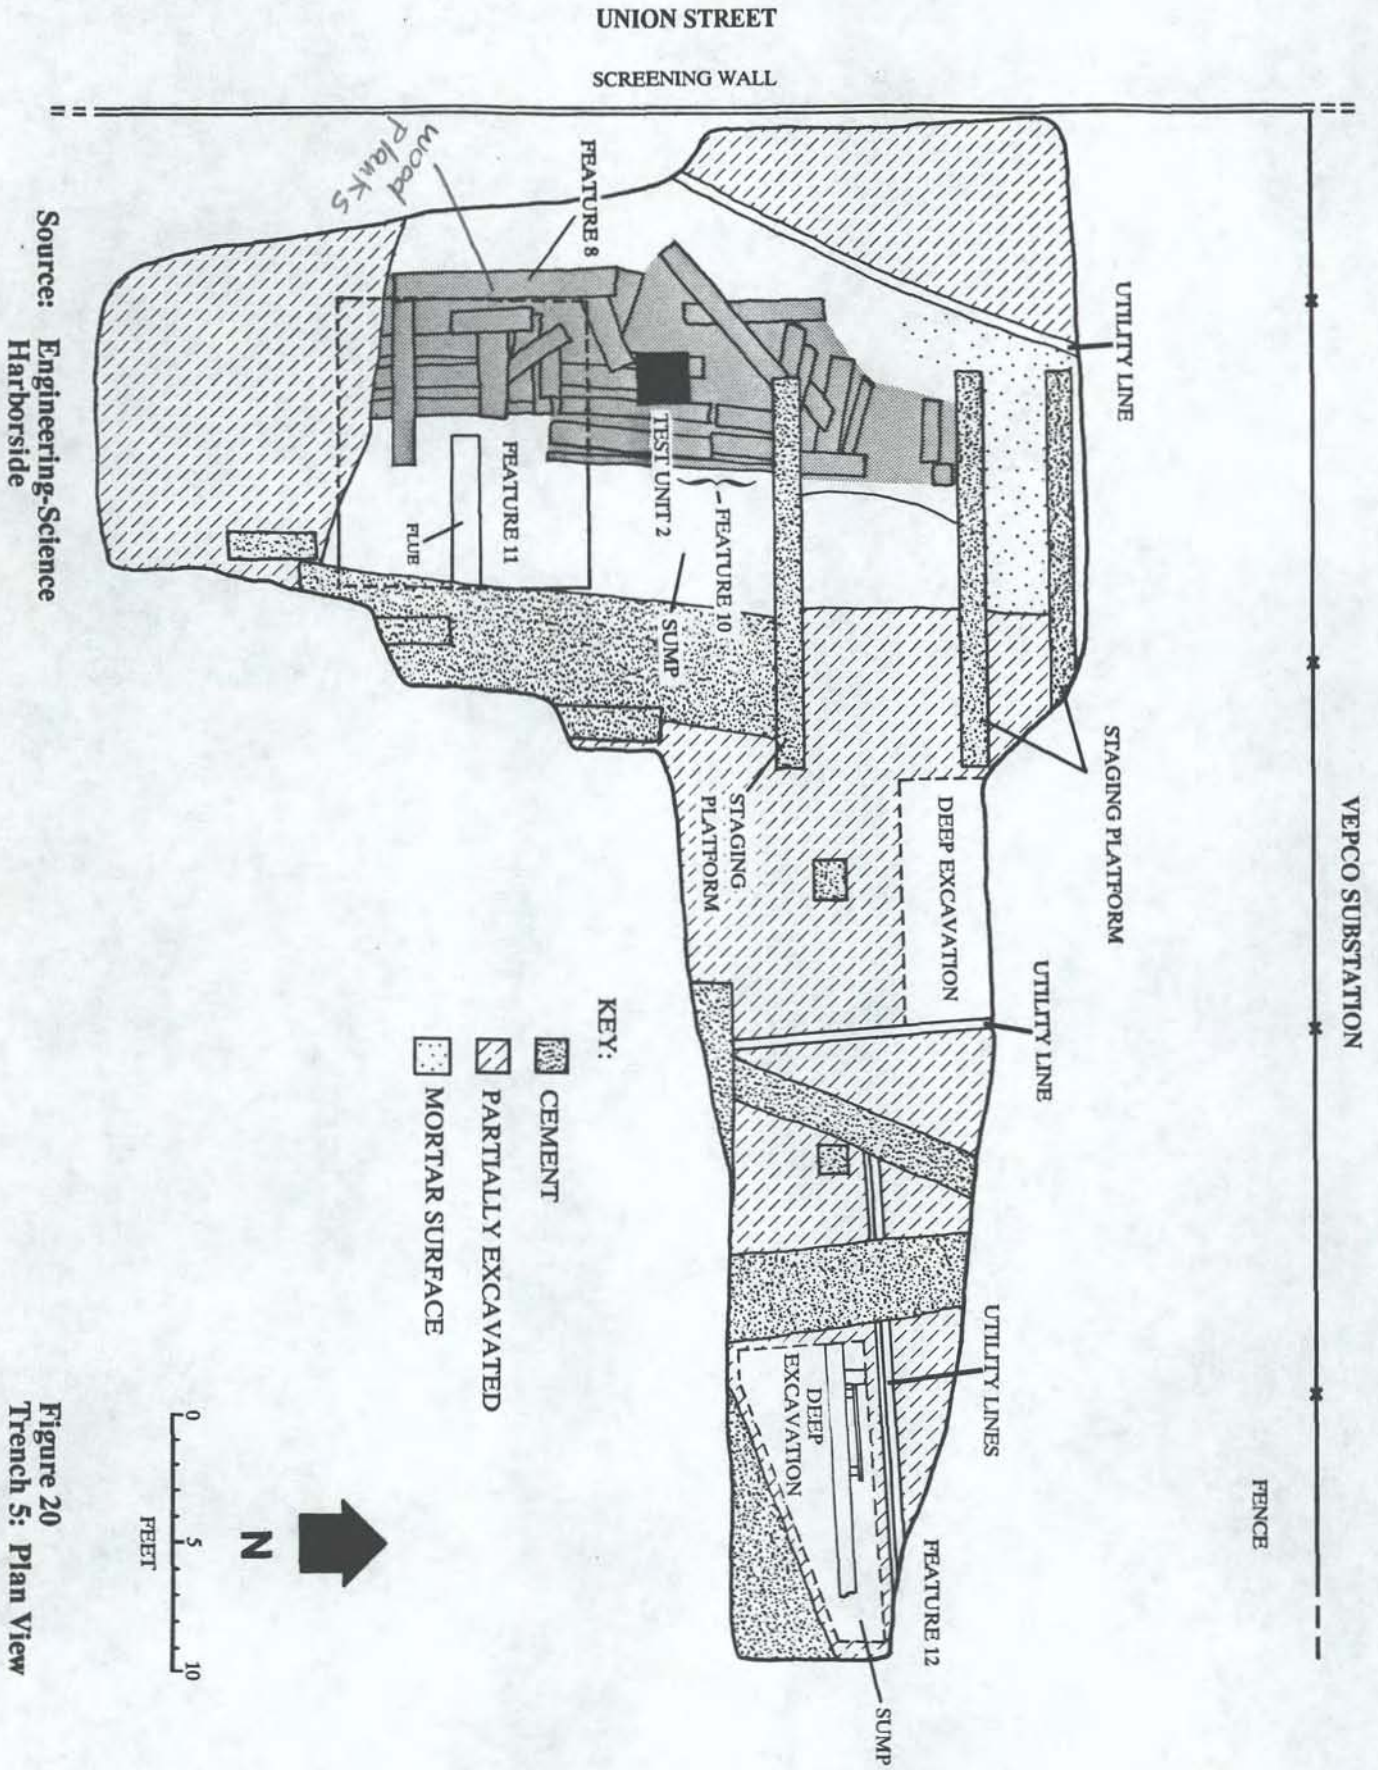 UNION STREET
SCREENING WALL
VEPCO SUBSTATION
FENCE
wood
planks
FEATURE 8
UTILITY LINE
TEST UNIT 2
FEATURE 10
FEATURE 11
FLUE
SUMP
STAGING PLATFORM
STAGING
PLATFORM
DEEP EXCAVATION
UTILITY LINE
UTILITY LINES
DEEP
EXCAVATION
FEATURE 12
SUMP
KEY:
CEMENT
PARTIALLY EXCAVATED
MORTAR SURFACE
N
0 5 10
FEET
Source: Engineering-Science
Harborside
Figure 20
Trench 5: Plan View